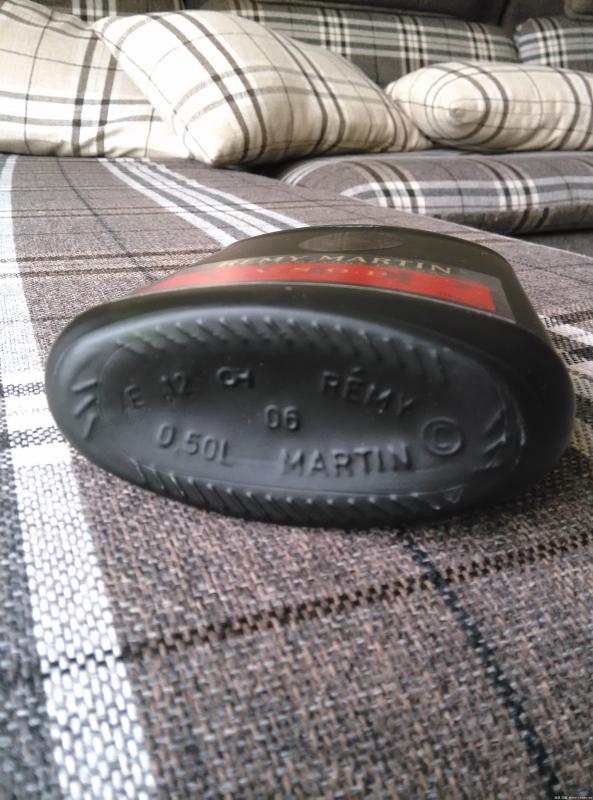 RÉMY MARTIN
V.S.O.P
E 12 CH RÉMY
06
0,50L MARTIN ©